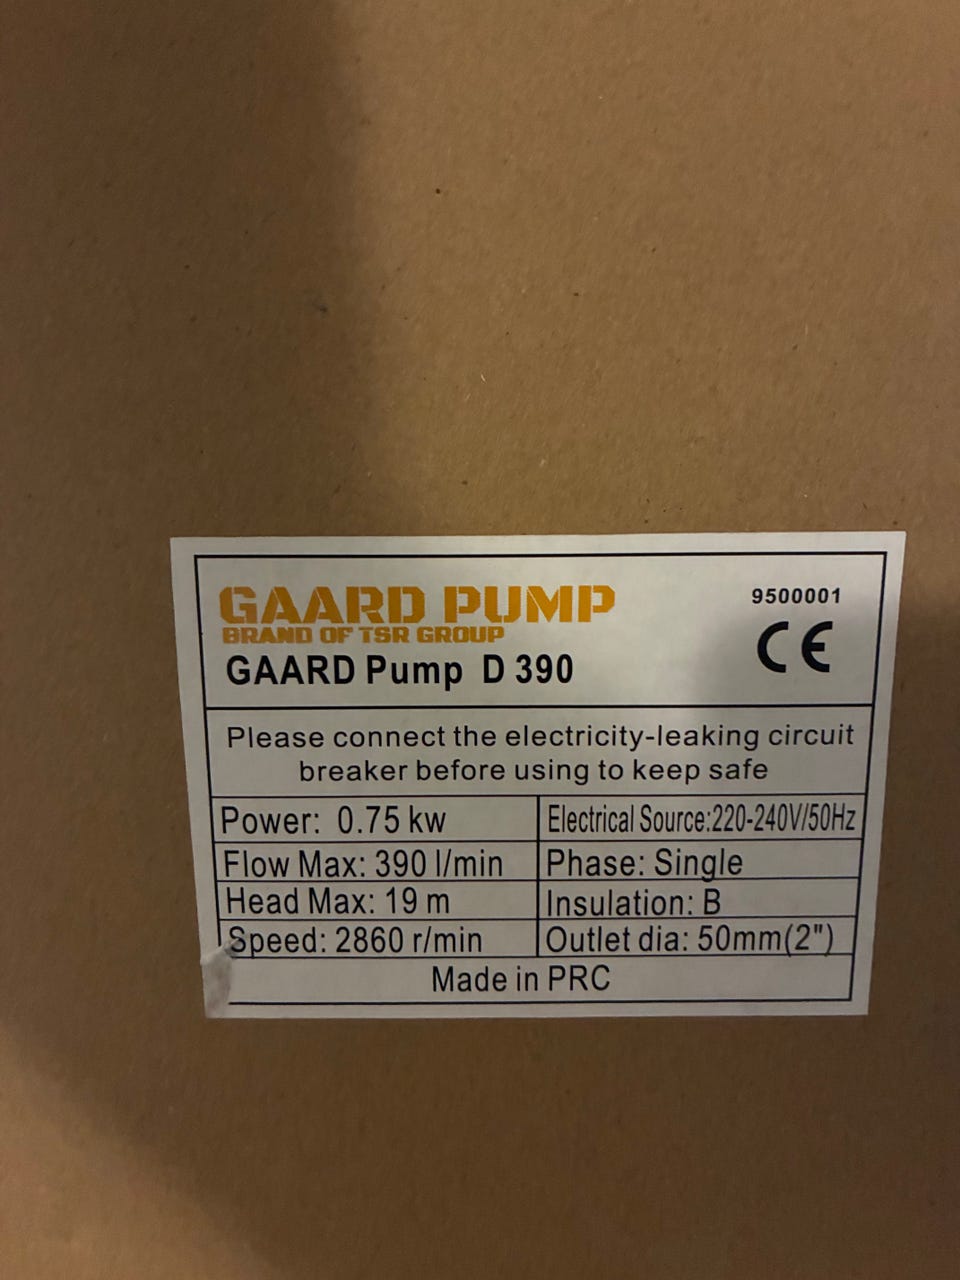 GAARD PUMP
BRAND OF TSR GROUP
9500001
CE
GAARD Pump D 390
Please connect the electricity-leaking circuit
breaker before using to keep safe
Power: 0.75 kw
Electrical Source:220-240V/50Hz
Flow Max: 390 l/min
Phase: Single
Head Max: 19 m
Insulation: B
Speed: 2860 r/min
Outlet dia: 50mm(2")
Made in PRC